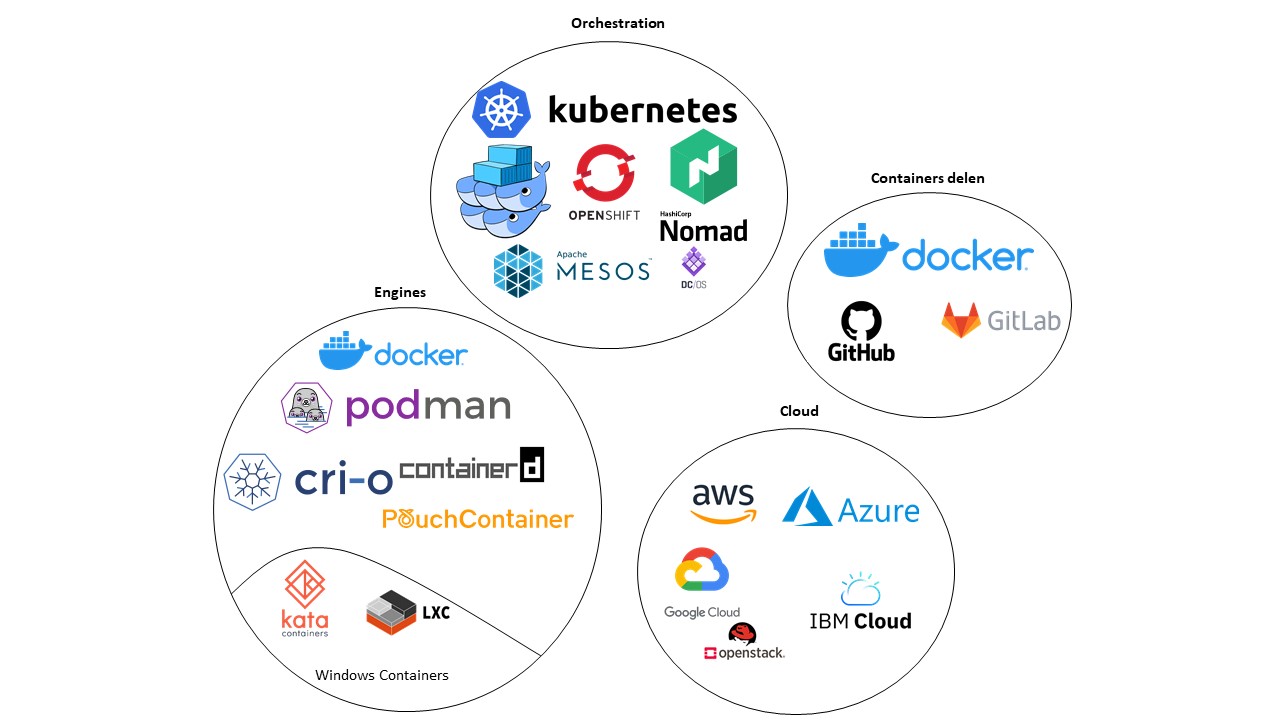 Orchestration
kubernetes
OPENSHIFT
HashiCorp
Nomad
Apache
MESOS™
DC/OS
Containers delen
docker
GitHub
GitLab
Engines
docker
podman
cri-o
containerd
PouchContainer
kata
containers
LXC
Windows Containers
Cloud
aws
Azure
Google Cloud
IBM Cloud
openstack.